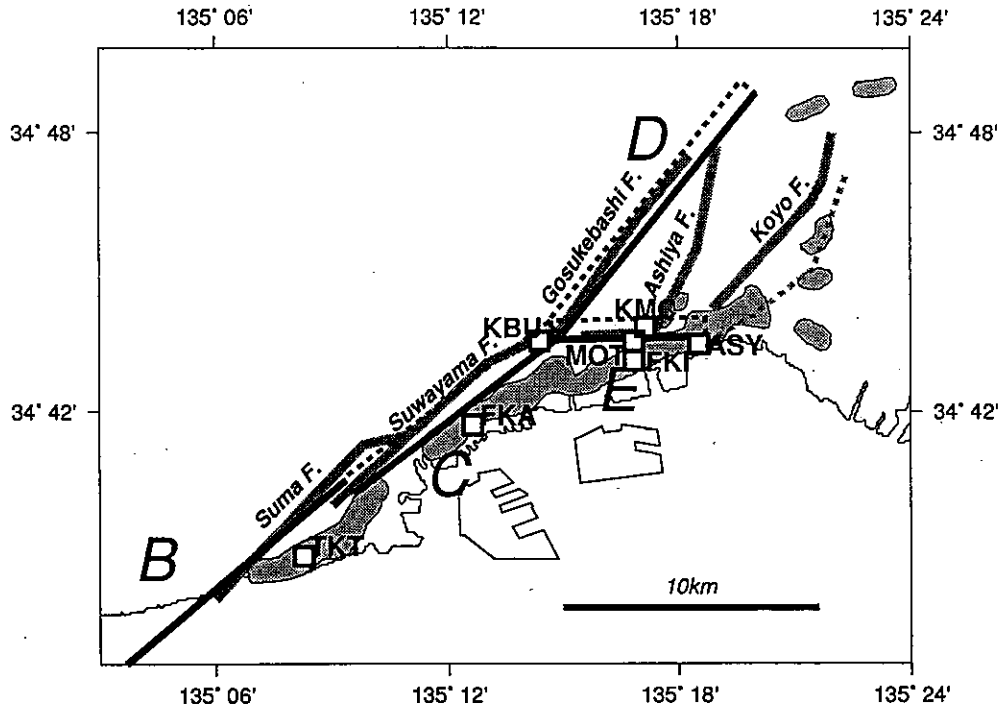 135° 06' 135° 12' 135° 18' 135° 24'
34° 48' 34° 48'
D
Gosukebashi F.
Ashiya F.
Koyo F.
KBU
MOT
FKI
ASY
E
Suwayama F.
34° 42' 34° 42'
FKA
Suma F.
C
TKT
B
10km
135° 06' 135° 12' 135° 18' 135° 24'